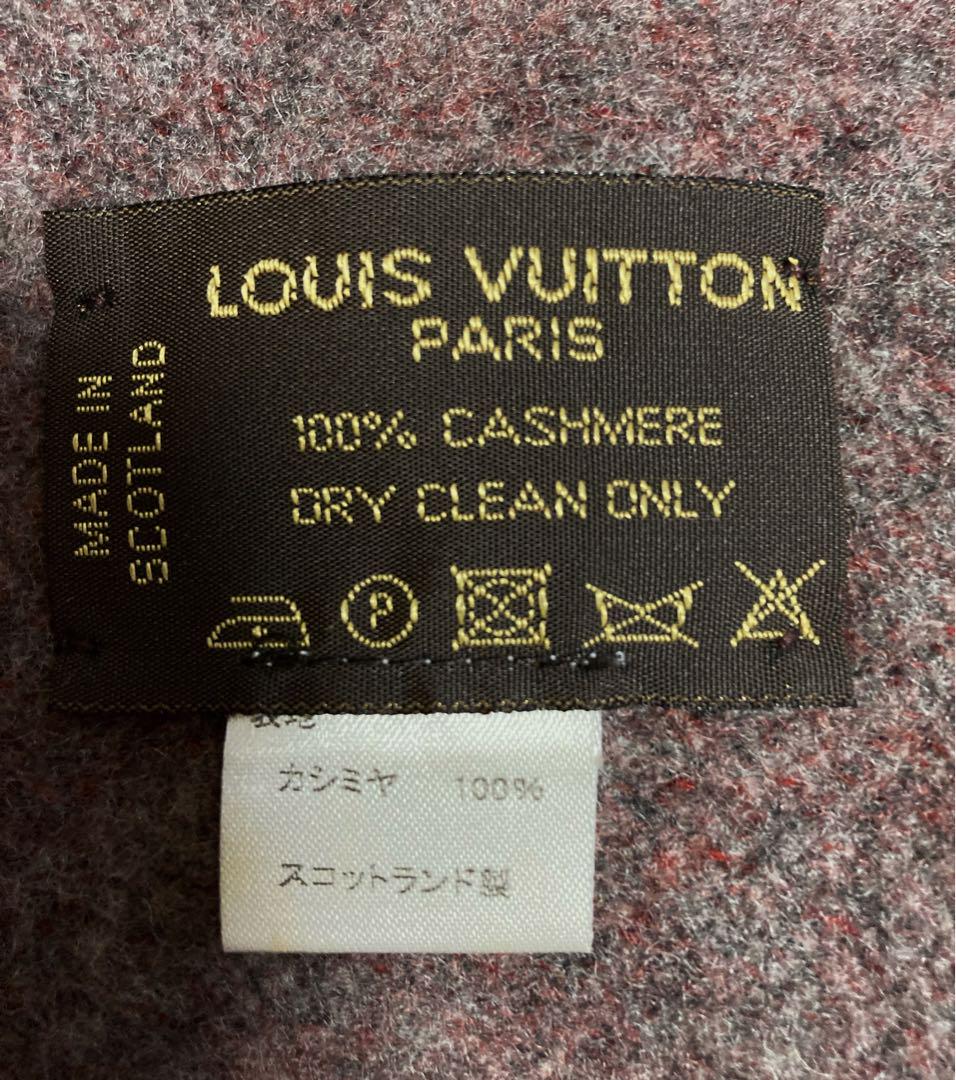 LOUIS VUITTON
PARIS
100% CASHMERE
DRY CLEAN ONLY
MADE IN
SCOTLAND
P
カシミヤ 100%
スコットランド製